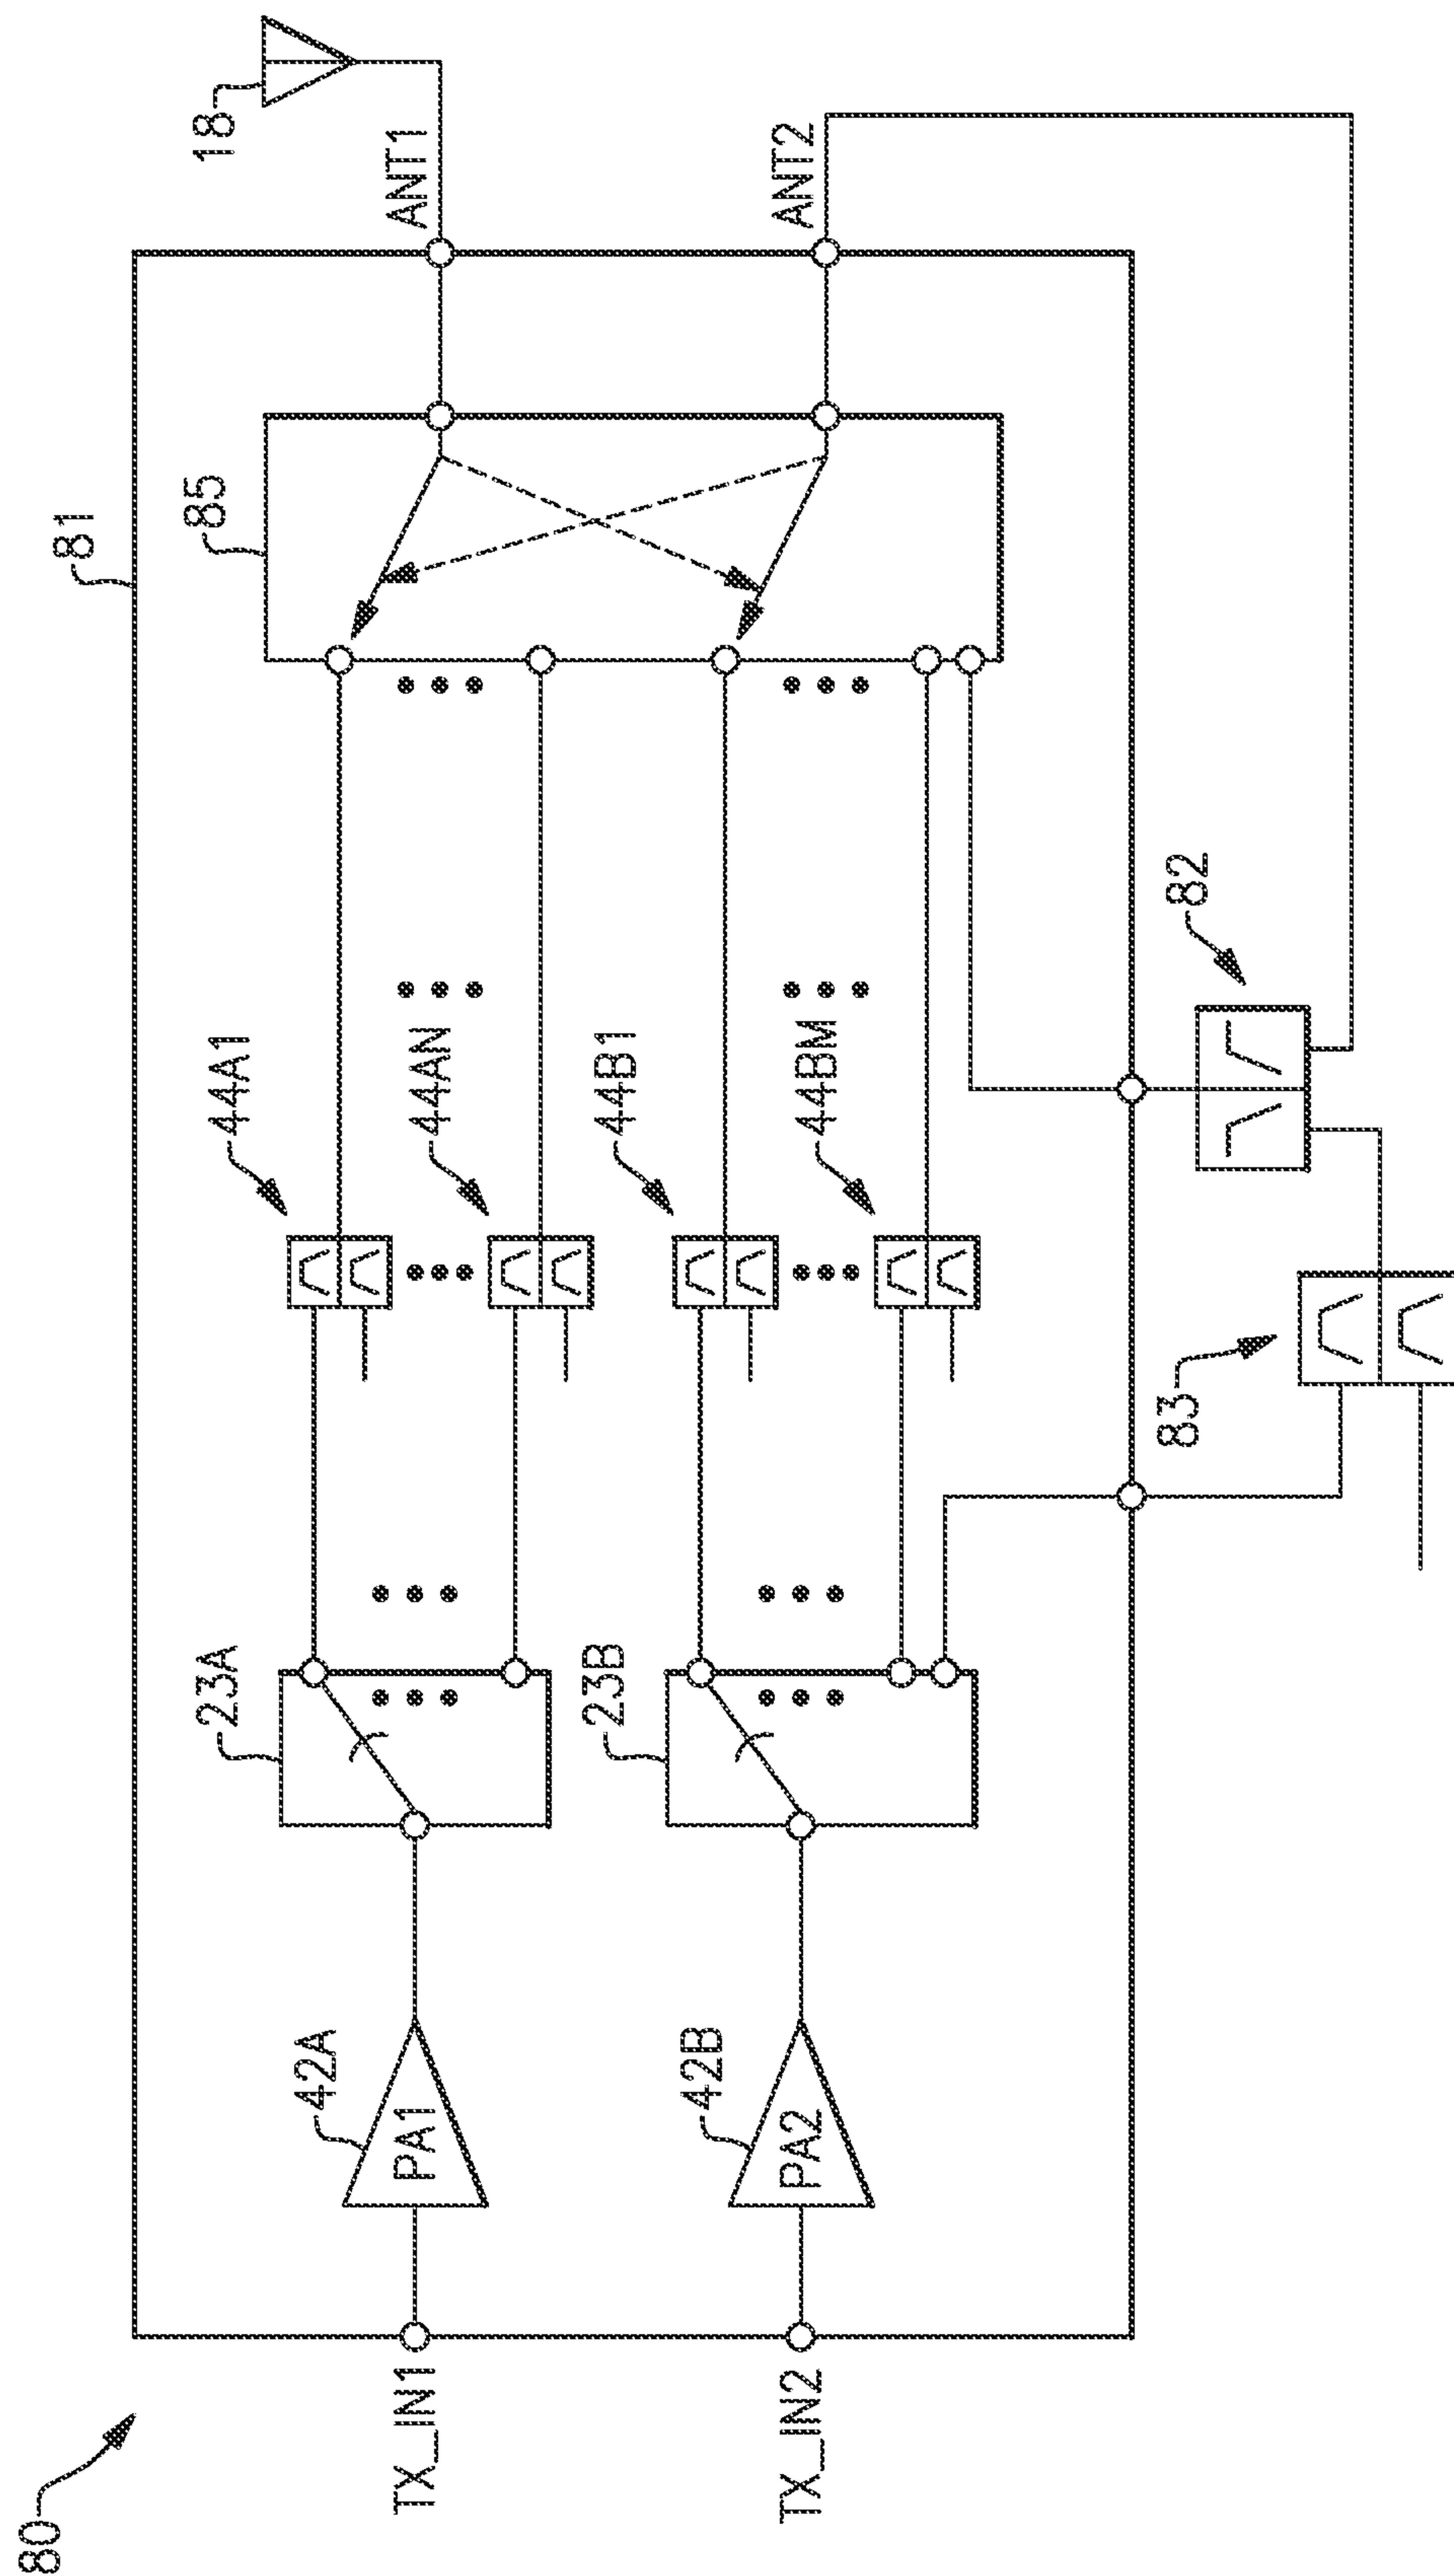 80
81
18
85
ANT1
ANT2
44A1
44AN
44B1
44BM
23A
23B
42A
PA1
42B
PA2
TX_IN1
TX_IN2
82
83